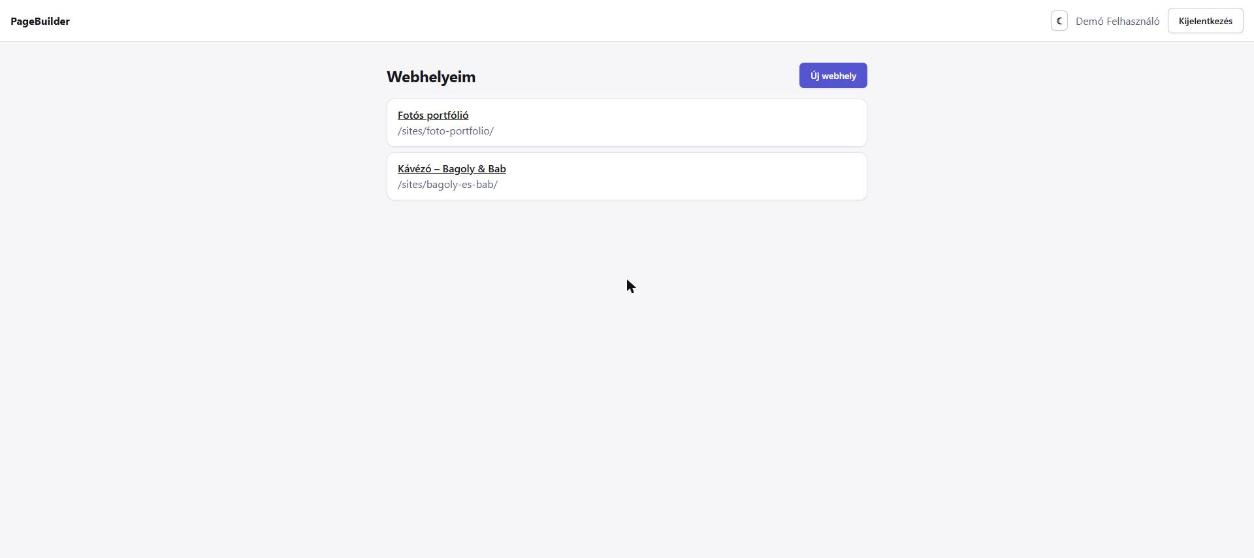 PageBuilder
Demó Felhasználó
Kijelentkezés
Webhelyeim
Új webhely
Fotós portfólió
/sites/foto-portfolio/
Kávézó – Bagoly & Bab
/sites/bagoly-es-bab/